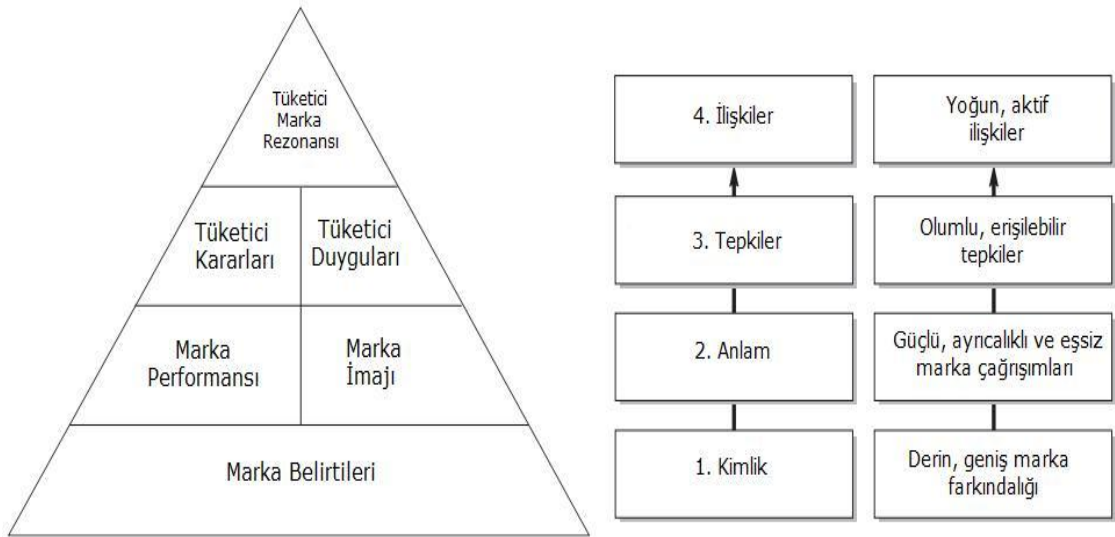 Tüketici
Marka
Rezonansı
Tüketici
Kararları
Tüketici
Duyguları
Marka
Performansı
Marka
İmajı
Marka Belirtileri
4. İlişkiler
3. Tepkiler
2. Anlam
1. Kimlik
Yoğun, aktif
ilişkiler
Olumlu, erişilebilir
tepkiler
Güçlü, ayrıcalıklı ve eşsiz
marka çağrışımları
Derin, geniş marka
farkındalığı